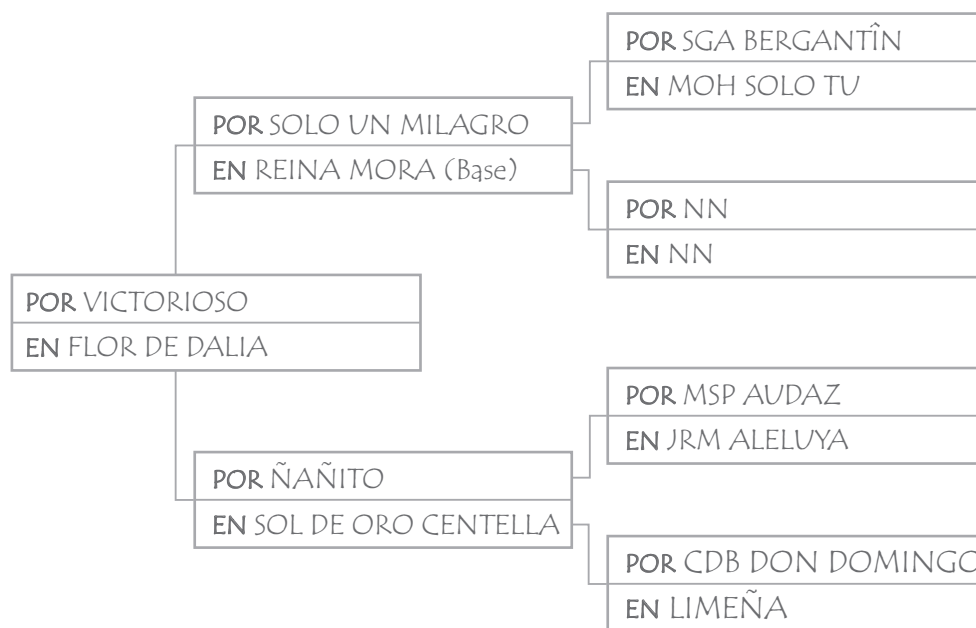 POR SGA BERGANTÎN
EN MOH SOLO TU
POR SOLO UN MILAGRO
EN REINA MORA (Base)
POR NN
EN NN
POR VICTORIOSO
EN FLOR DE DALIA
POR MSP AUDAZ
EN JRM ALELUYA
POR ÑAÑITO
EN SOL DE ORO CENTELLA
POR CDB DON DOMINGO
EN LIMEÑA